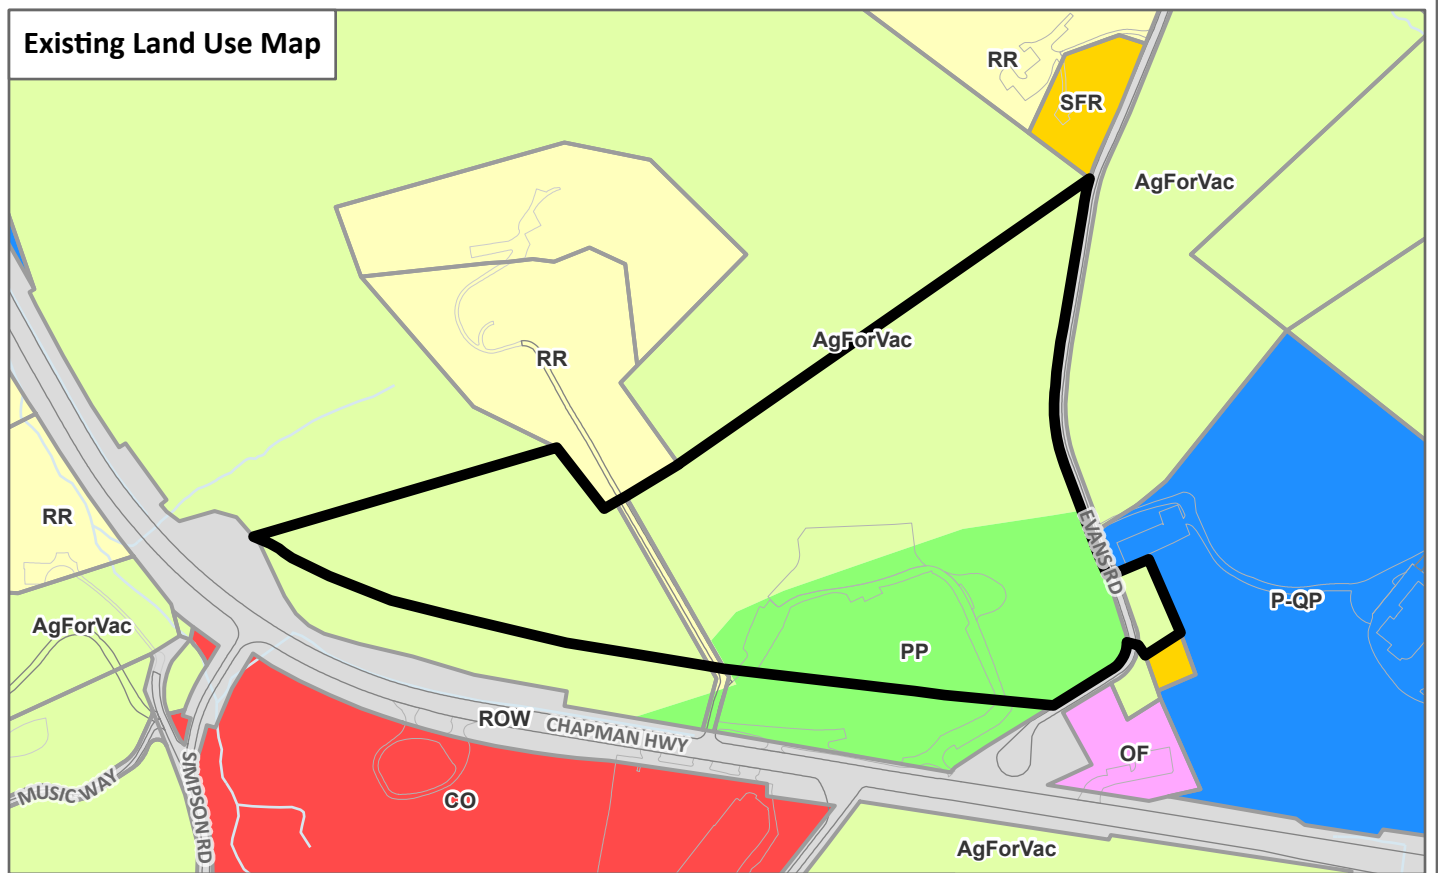 Existing Land Use Map
RR
SFR
AgForVac
AgForVac
RR
RR
EVANS RD
P-QP
AgForVac
PP
ROW
CHAPMAN HWY
OF
MUSIC WAY
SIMPSON RD
CO
AgForVac